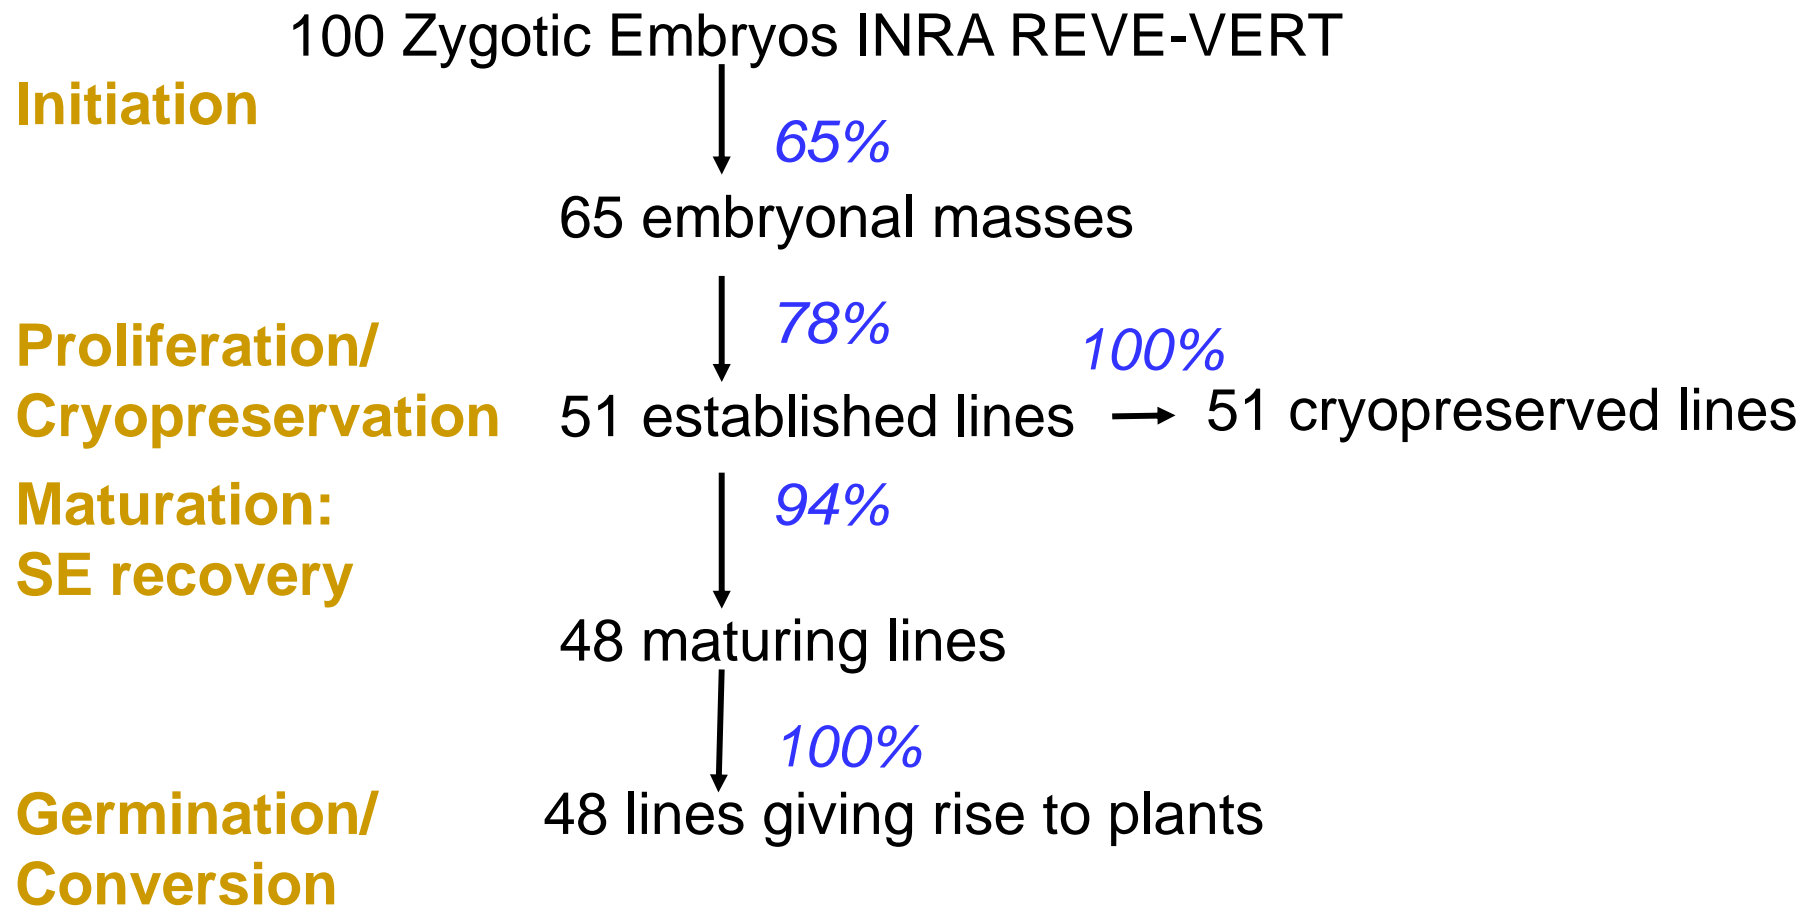 100 Zygotic Embryos INRA REVE-VERT
Initiation
65%
65 embryonal masses
78%
Proliferation/
Cryopreservation
100%
51 established lines
51 cryopreserved lines
Maturation:
SE recovery
94%
48 maturing lines
100%
Germination/
Conversion
48 lines giving rise to plants